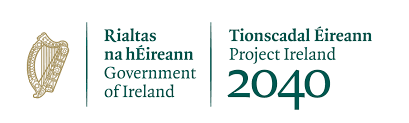 Rialtas
na hÉireann
Government
of Ireland
Tionscadal Éireann
Project Ireland
2040